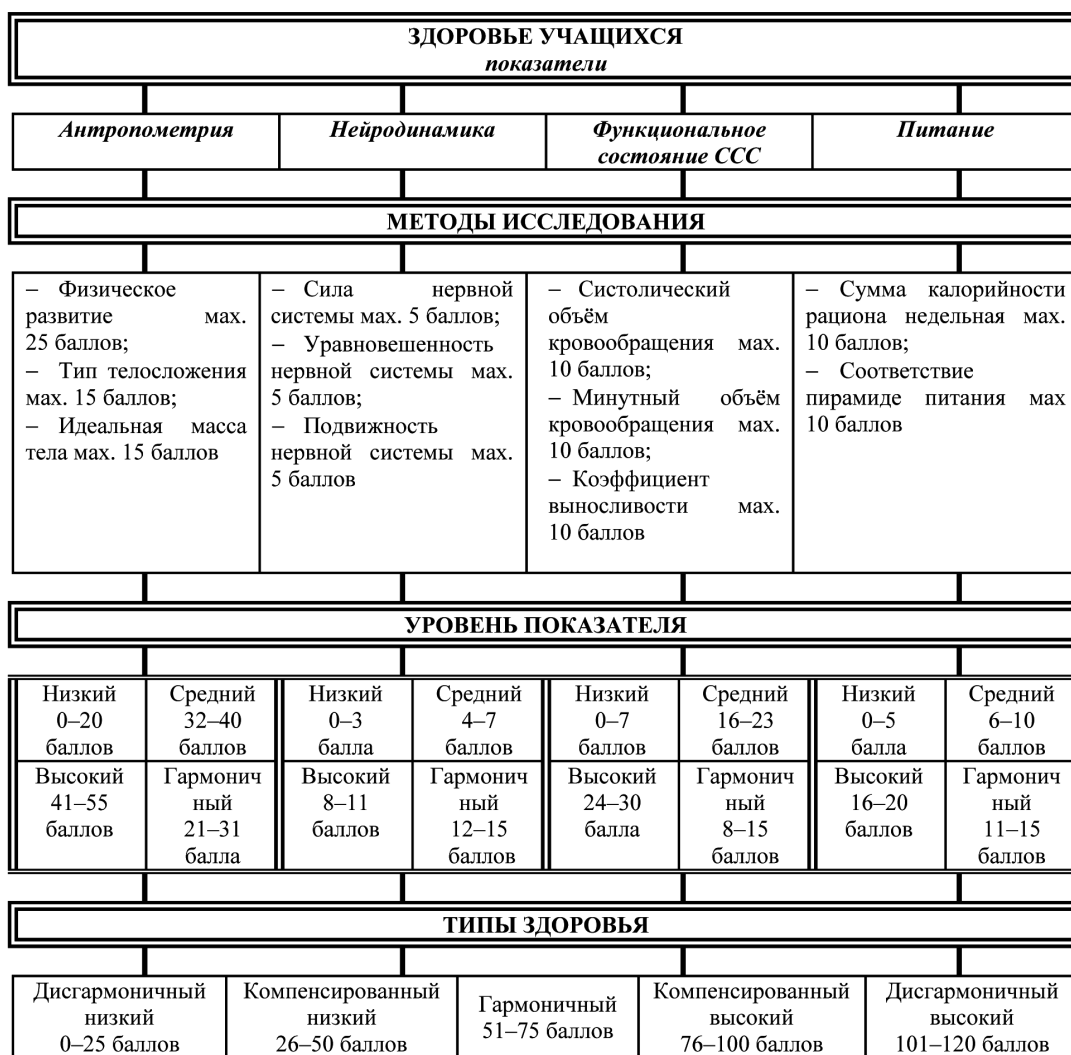 ЗДОРОВЬЕ УЧАЩИХСЯ
показатели
Антропометрия
Нейродинамика
Функциональное
состояние ССС
Питание
МЕТОДЫ ИССЛЕДОВАНИЯ
– Физическое
развитие мах.
25 баллов;
– Тип телосложения
мах. 15 баллов;
– Идеальная масса
тела мах. 15 баллов
– Сила нервной
системы мах. 5 баллов;
– Уравновешенность
нервной системы мах.
5 баллов;
– Подвижность
нервной системы мах.
5 баллов
– Систолический
объём
кровообращения мах.
10 баллов;
– Минутный объём
кровообращения мах.
10 баллов;
– Коэффициент
выносливости мах.
10 баллов
– Сумма калорийности
рациона недельная мах.
10 баллов;
– Соответствие
пирамиде питания мах
10 баллов
УРОВЕНЬ ПОКАЗАТЕЛЯ
Низкий
0–20
баллов
Средний
32–40
баллов
Низкий
0–3
балла
Средний
4–7
баллов
Низкий
0–7
баллов
Средний
16–23
баллов
Низкий
0–5
балла
Средний
6–10
баллов
Высокий
41–55
баллов
Гармонич
ный
21–31
балла
Высокий
8–11
баллов
Гармонич
ный
12–15
баллов
Высокий
24–30
балла
Гармонич
ный
8–15
баллов
Высокий
16–20
баллов
Гармонич
ный
11–15
баллов
ТИПЫ ЗДОРОВЬЯ
Дисгармоничный
низкий
0–25 баллов
Компенсированный
низкий
26–50 баллов
Гармоничный
51–75 баллов
Компенсированный
высокий
76–100 баллов
Дисгармоничный
высокий
101–120 баллов